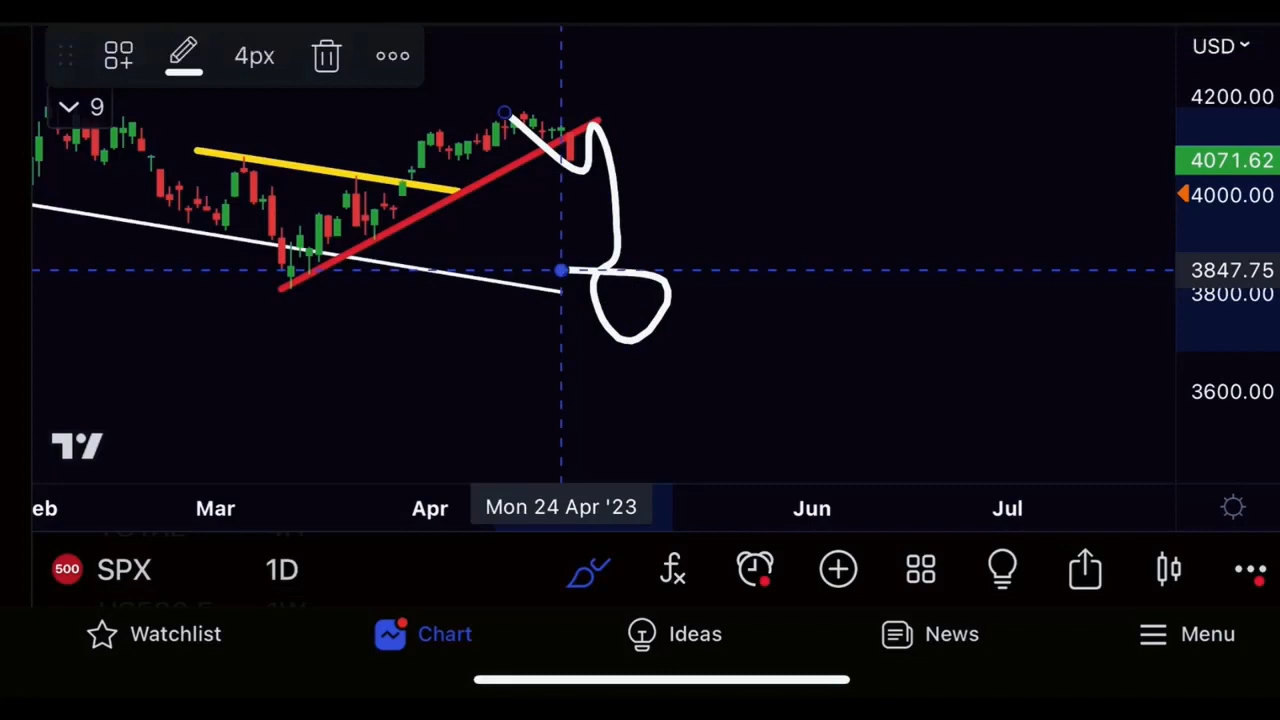 4px
USD
9
4200.00
4071.62
4000.00
3847.75
3800.00
3600.00
eb Mar Apr Mon 24 Apr '23 Jun Jul
500 SPX 1D
Watchlist Chart Ideas News Menu